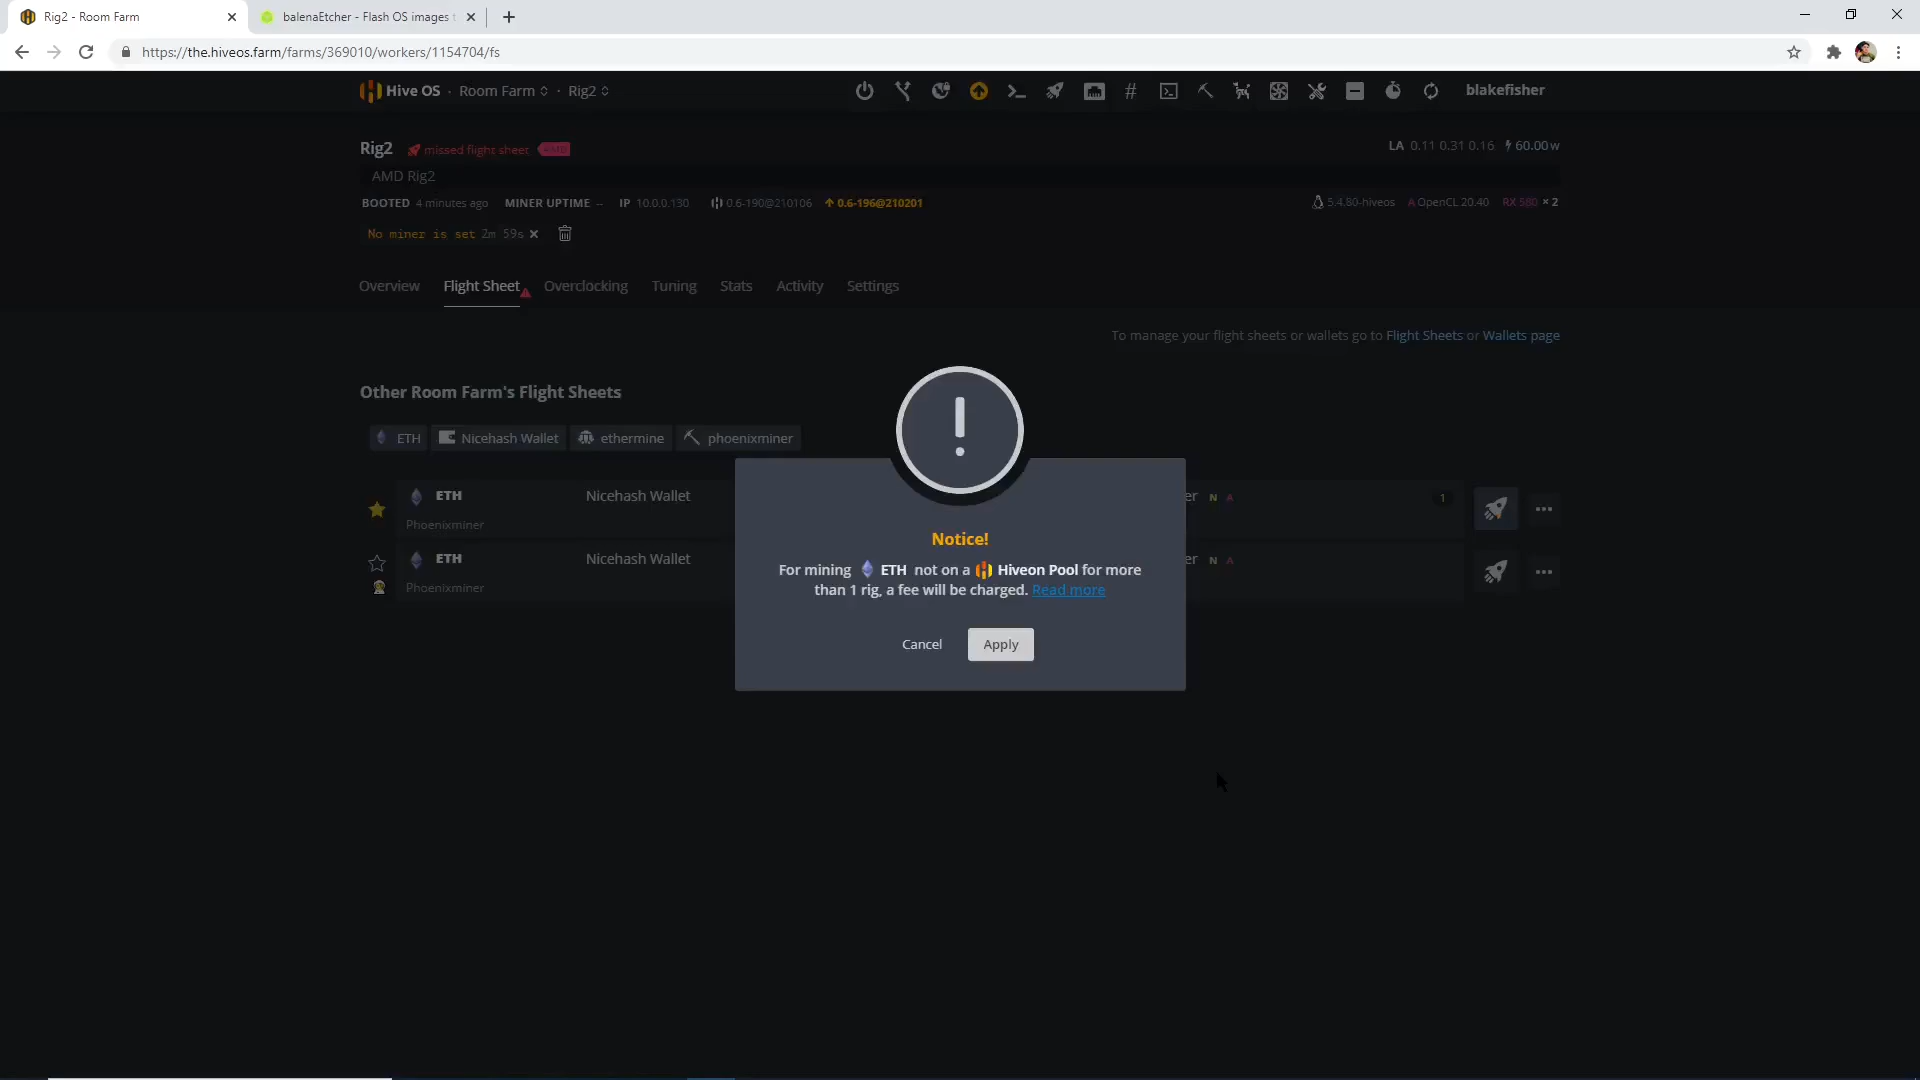 Rig2 - Room Farm
balenaEtcher - Flash OS images
https://the.hiveos.farm/farms/369010/workers/1154704/fs
Hive OS · Room Farm · Rig2
#
blakefisher
Rig2 missed flight sheet AMD
LA 0.11 0.31 0.16 60.00 w
AMD Rig2
BOOTED 4 minutes ago MINER UPTIME -- IP 10.0.0.130 0.6-190@210106 0.6-196@210201
5.4.80-hiveos A OpenCL 20.40 RX 580 × 2
No miner is set 2m 59s
Overview Flight Sheet Overclocking Tuning Stats Activity Settings
To manage your flight sheets or wallets go to Flight Sheets or Wallets page
Other Room Farm's Flight Sheets
ETH Nicehash Wallet ethermine phoenixminer
ETH Nicehash Wallet er N A 1
Phoenixminer
ETH Nicehash Wallet er N A
Phoenixminer
Notice!
For mining ETH not on a Hiveon Pool for more
than 1 rig, a fee will be charged. Read more
Cancel Apply